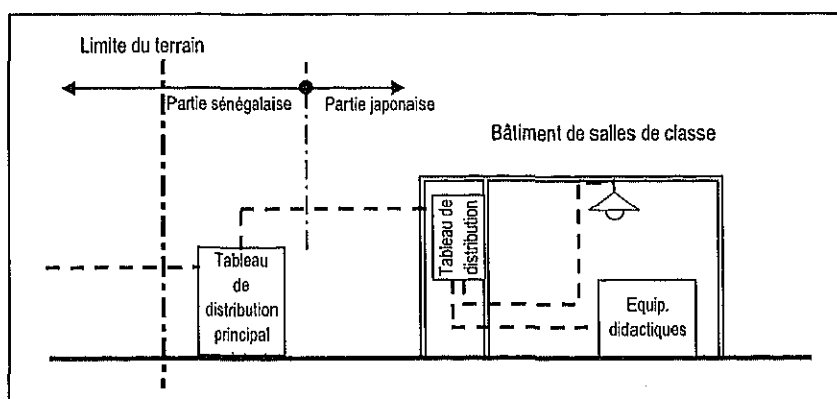 Limite du terrain
Partie sénégalaise
Partie japonaise
Bâtiment de salles de classe
Tableau de
distribution
Tableau
de
distribution
principal
Equip.
didactiques